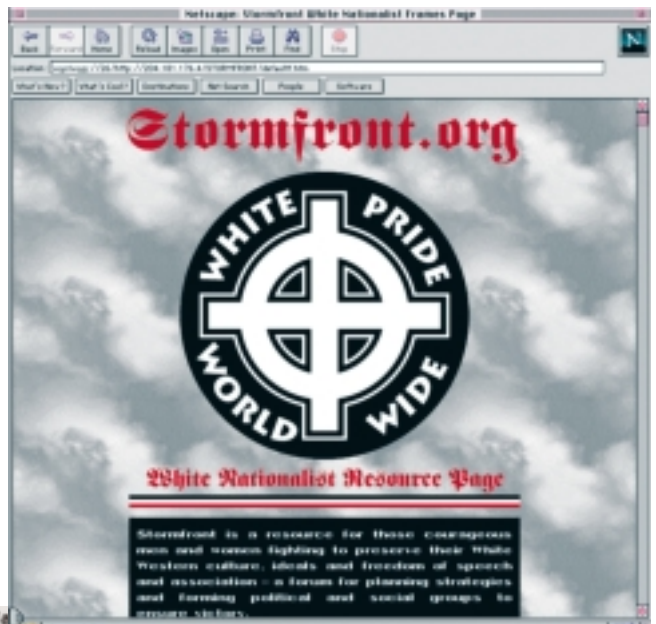 Netscape: Stormfront White Nationalist Frames Page
Back Forward Home Reload Images Open Print Find Stop
Location:
What's New? What's Cool? Destinations Net Search People Software
Stormfront.org
WHITE PRIDE
WORLD WIDE
White Nationalist Resource Page
Stormfront is a resource for those courageous
men and women fighting to preserve their White
Western culture, ideals and freedom of speech
and association - a forum for planning strategies
and forming political and social groups to
ensure victory.